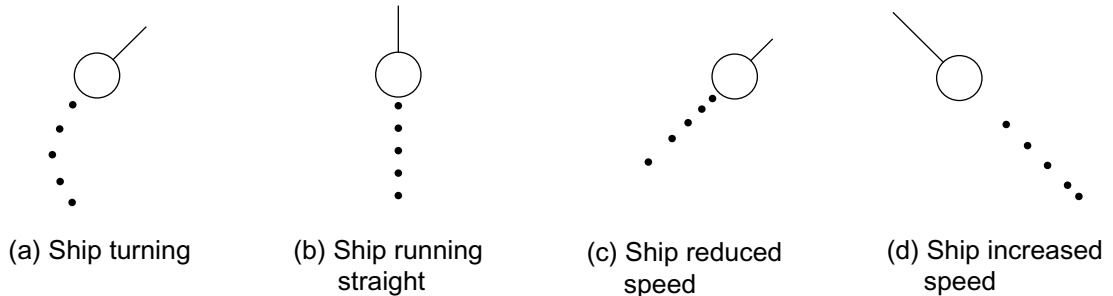 (a) Ship turning
(b) Ship running
straight
(c) Ship reduced
speed
(d) Ship increased
speed